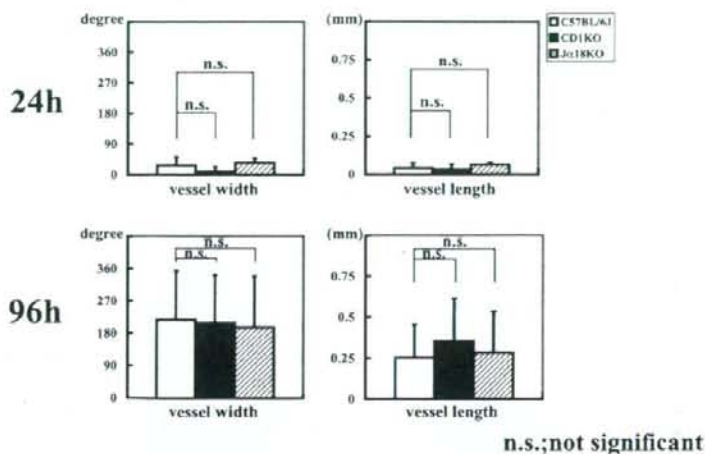 degree
(mm)
C57BL/6J
CD1KO
Jα18KO
24h
360
270
180
90
0
n.s.
n.s.
vessel width
0.75
0.5
0.25
0
n.s.
n.s.
vessel length
96h
degree
360
270
180
90
0
n.s.
n.s.
vessel width
(mm)
0.75
0.5
0.25
0
n.s.
n.s.
vessel length
n.s.;not significant